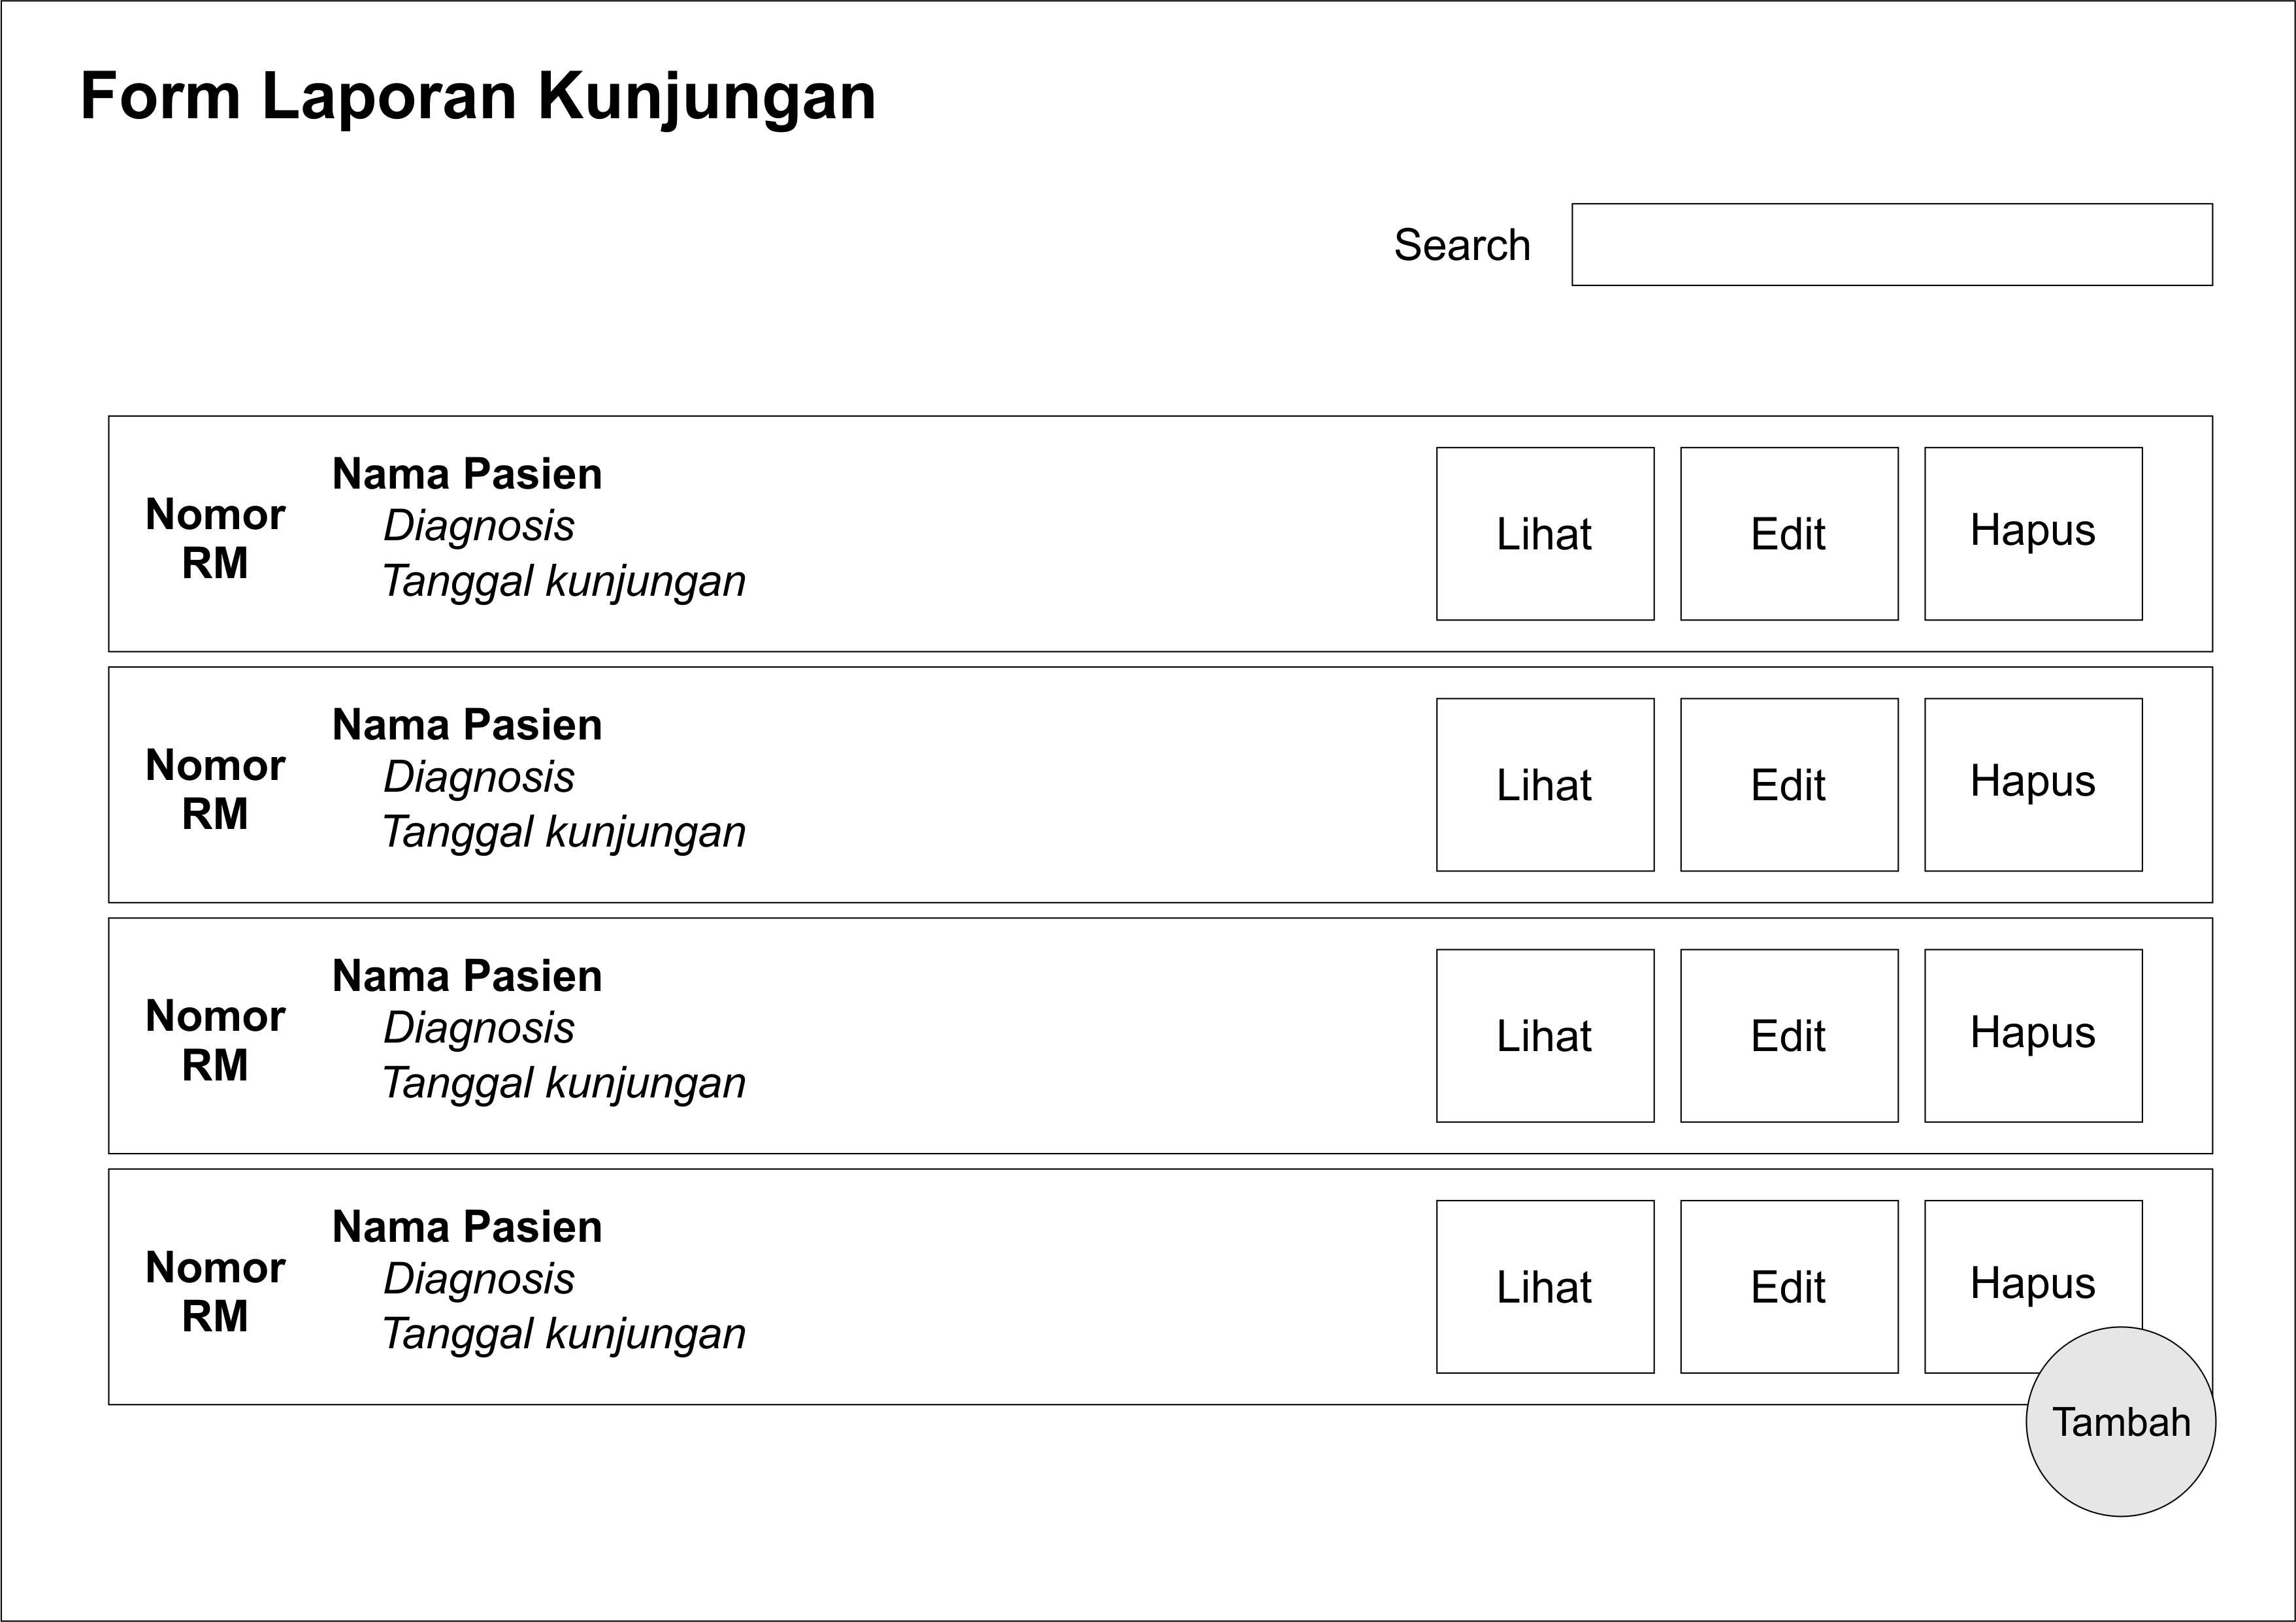 Form Laporan Kunjungan
Search
Nama Pasien
Nomor
RM
Diagnosis
Tanggal kunjungan
Lihat
Edit
Hapus
Nama Pasien
Nomor
RM
Diagnosis
Tanggal kunjungan
Lihat
Edit
Hapus
Nama Pasien
Nomor
RM
Diagnosis
Tanggal kunjungan
Lihat
Edit
Hapus
Nama Pasien
Nomor
RM
Diagnosis
Tanggal kunjungan
Lihat
Edit
Hapus
Tambah